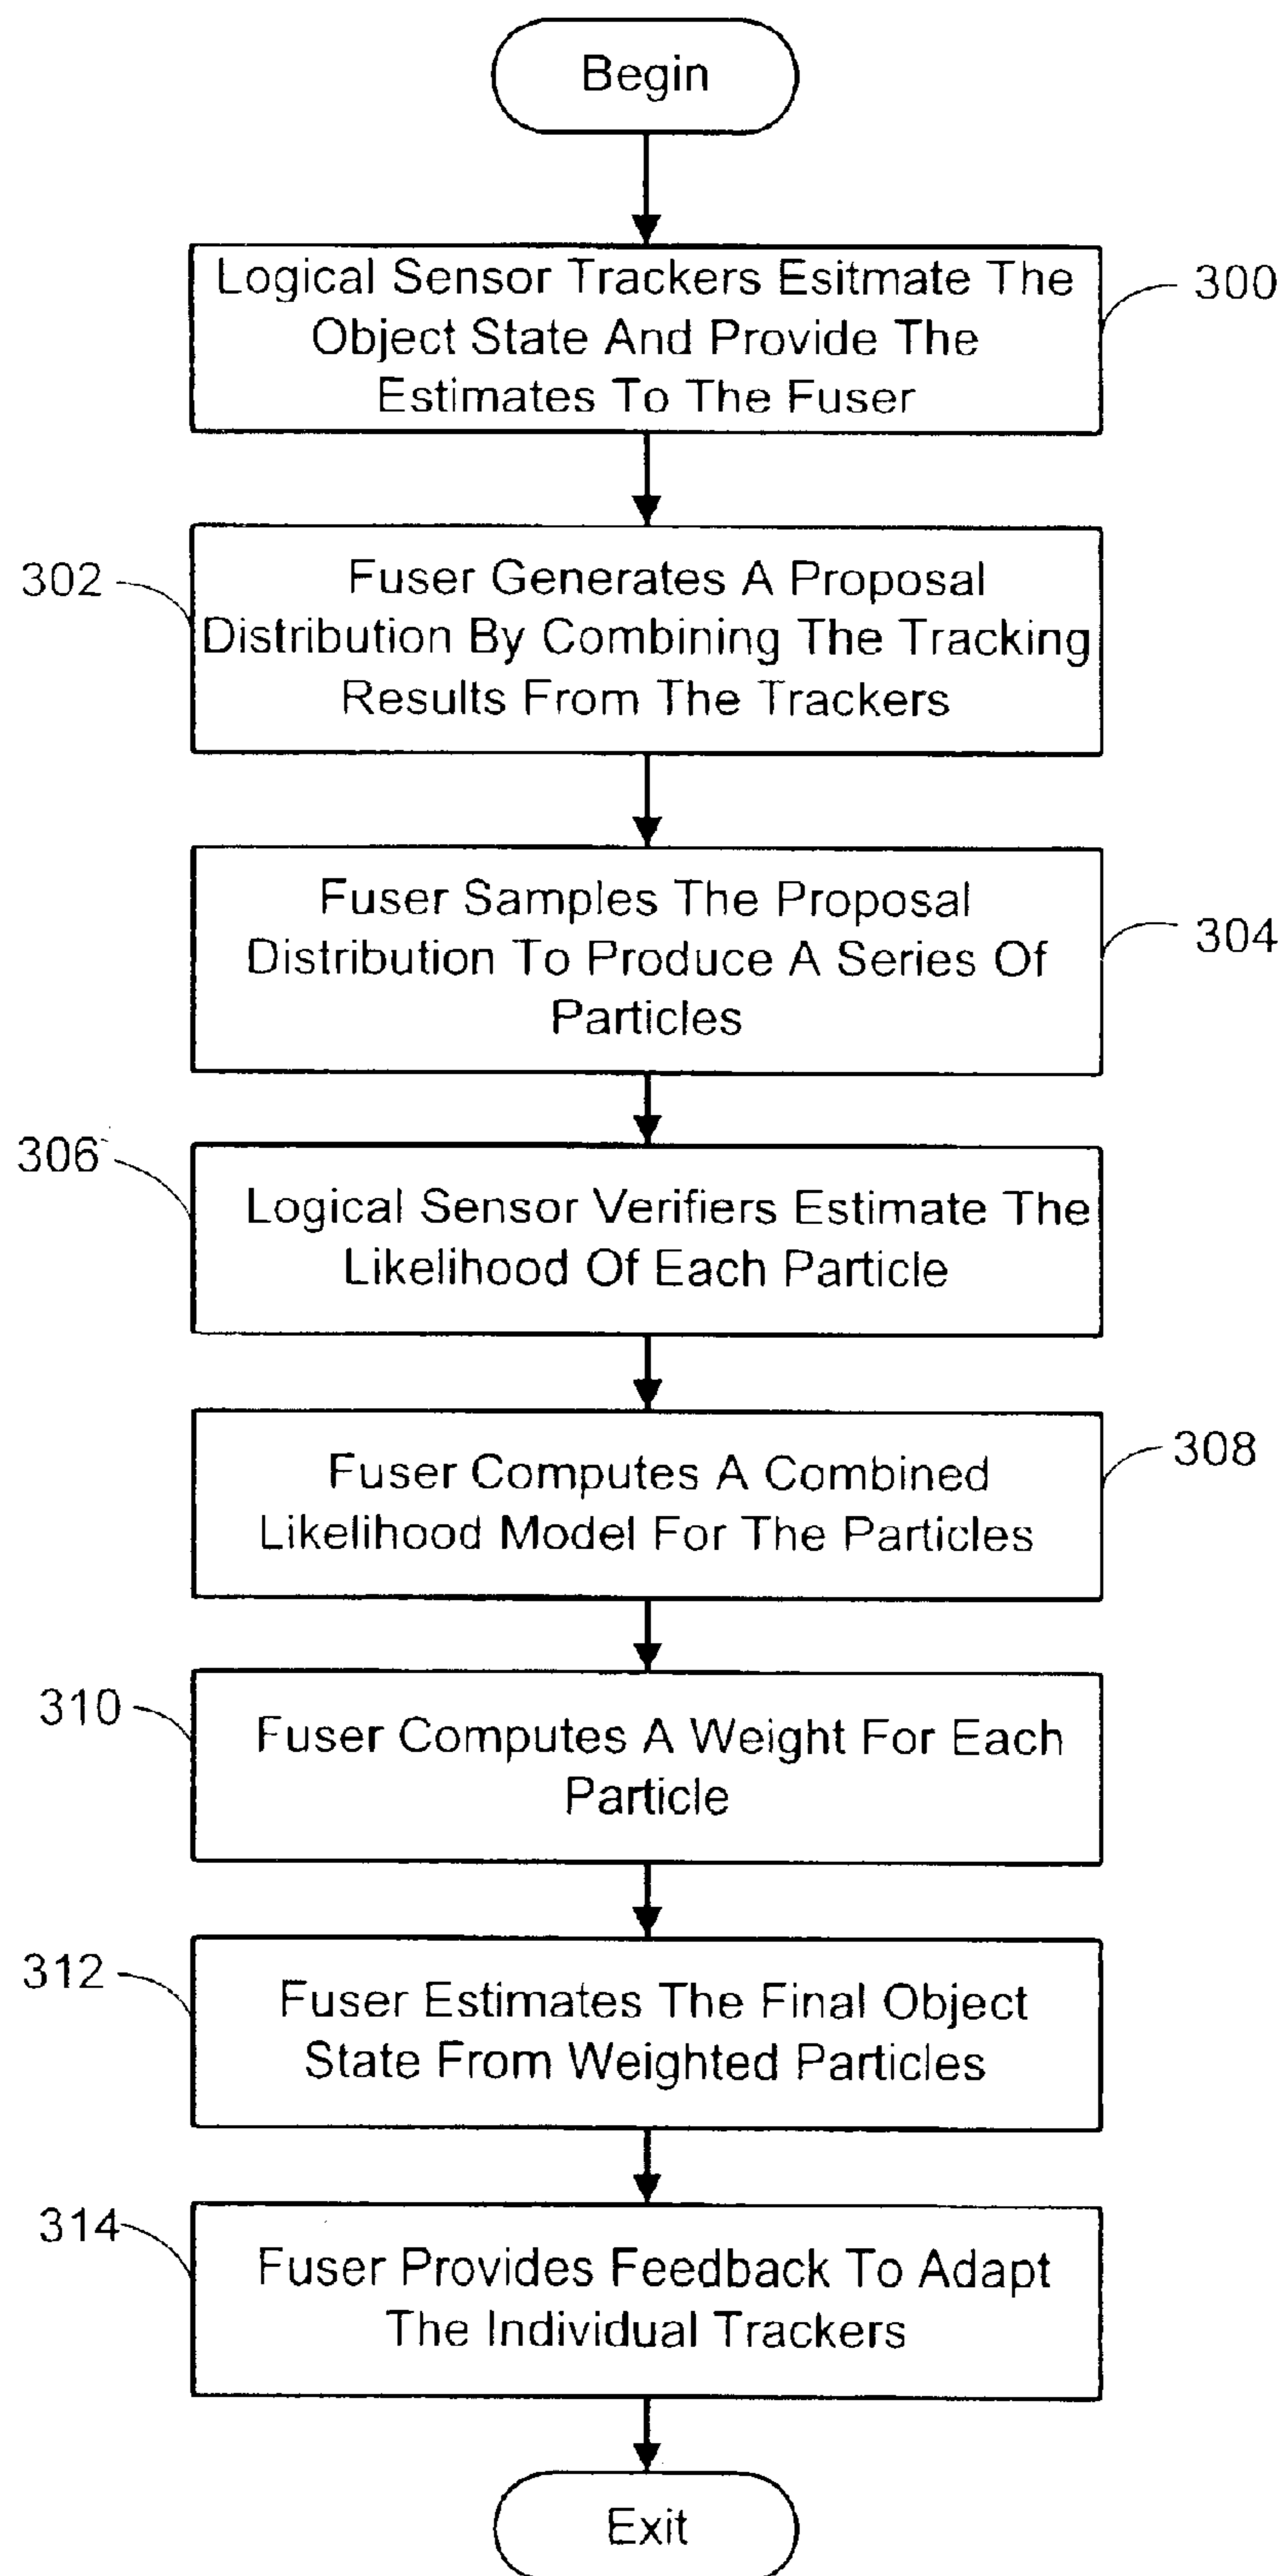 Begin
Logical Sensor Trackers Esitmate The
Object State And Provide The
Estimates To The Fuser
300
302
Fuser Generates A Proposal
Distribution By Combining The Tracking
Results From The Trackers
Fuser Samples The Proposal
Distribution To Produce A Series Of
Particles
304
306
Logical Sensor Verifiers Estimate The
Likelihood Of Each Particle
Fuser Computes A Combined
Likelihood Model For The Particles
308
310
Fuser Computes A Weight For Each
Particle
312
Fuser Estimates The Final Object
State From Weighted Particles
314
Fuser Provides Feedback To Adapt
The Individual Trackers
Exit